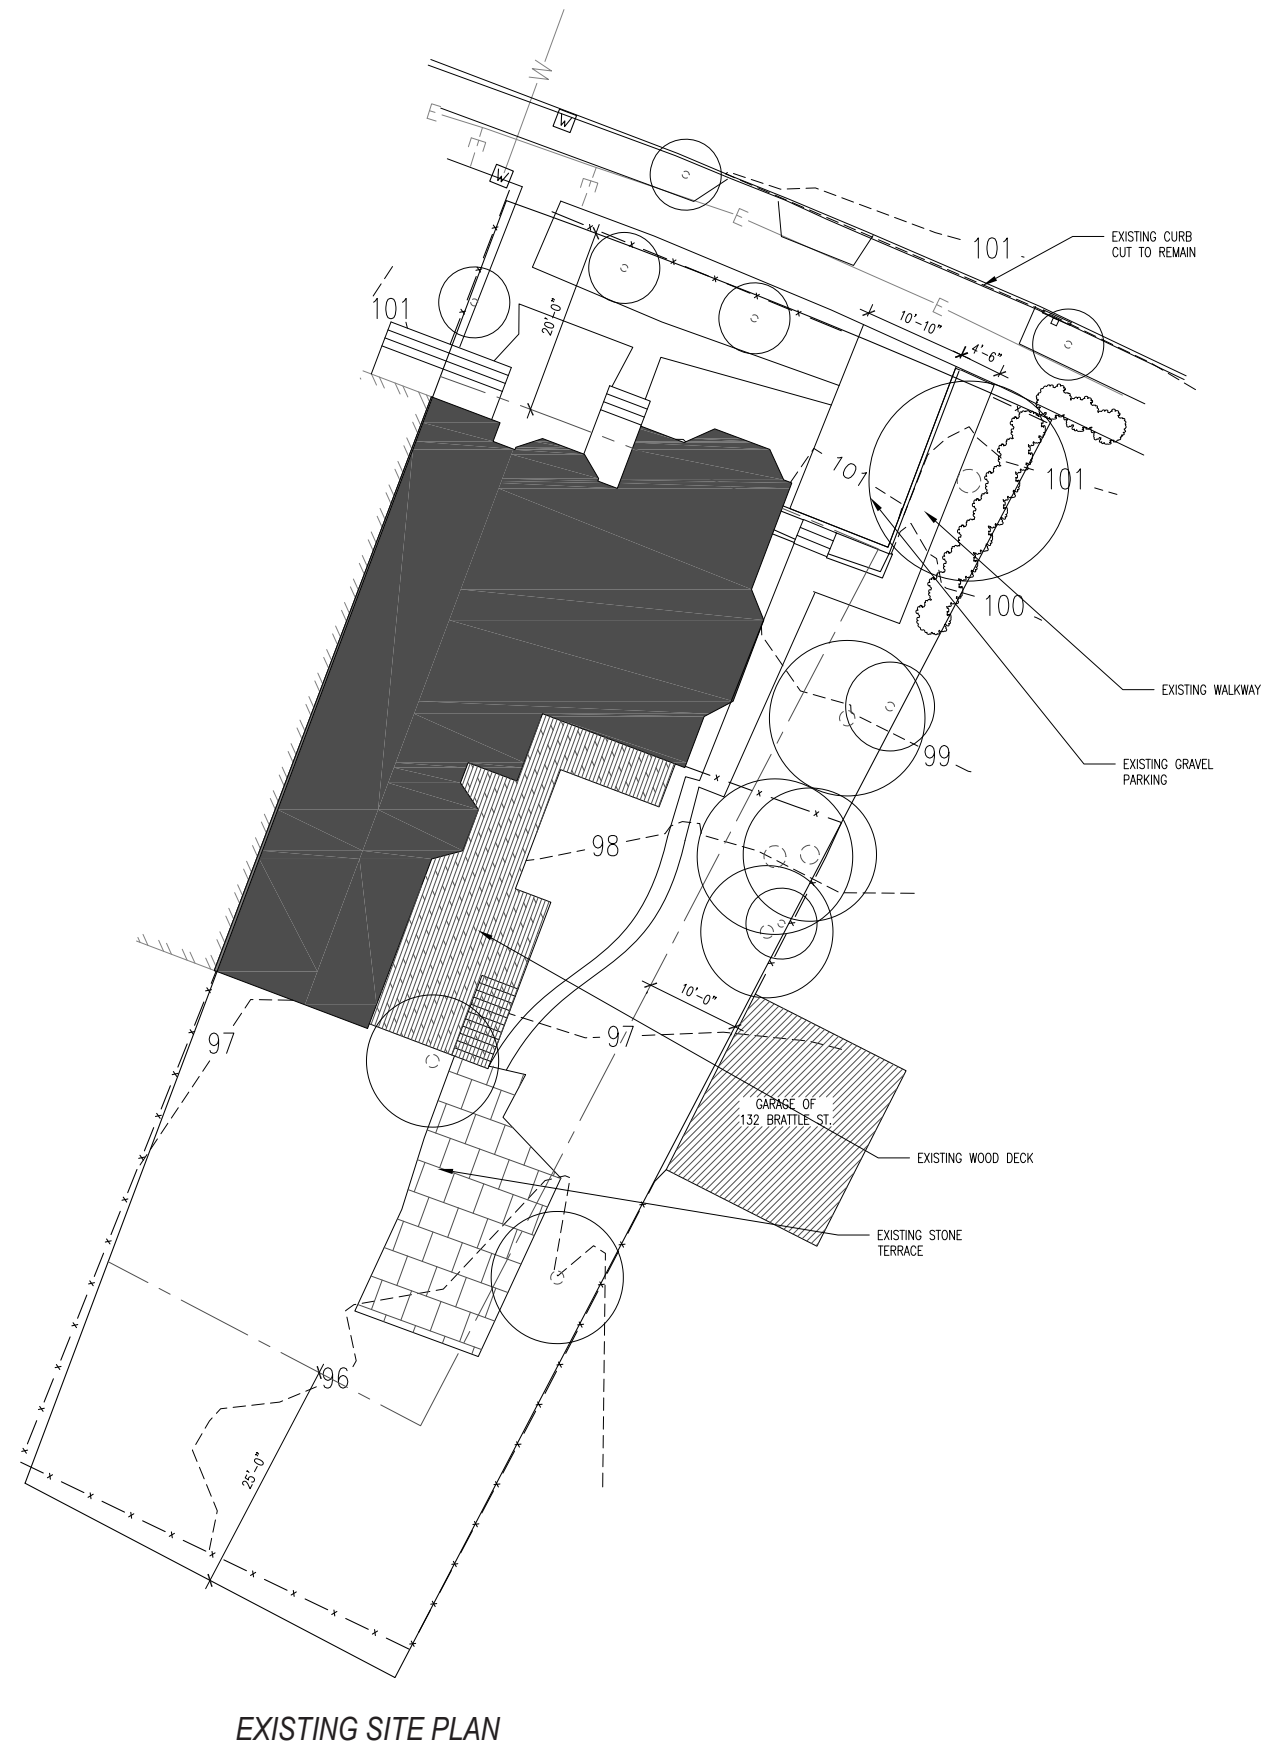 W
E
W
E
W
E
E
101
EXISTING CURB
CUT TO REMAIN
101
20'-0"
E
10'-10"
4'-6"
101
101
100
EXISTING WALKWAY
99
EXISTING GRAVEL
PARKING
98
10'-0"
97
97
GARAGE OF
132 BRATTLE ST.
EXISTING WOOD DECK
EXISTING STONE
TERRACE
96
25'-0"
EXISTING SITE PLAN